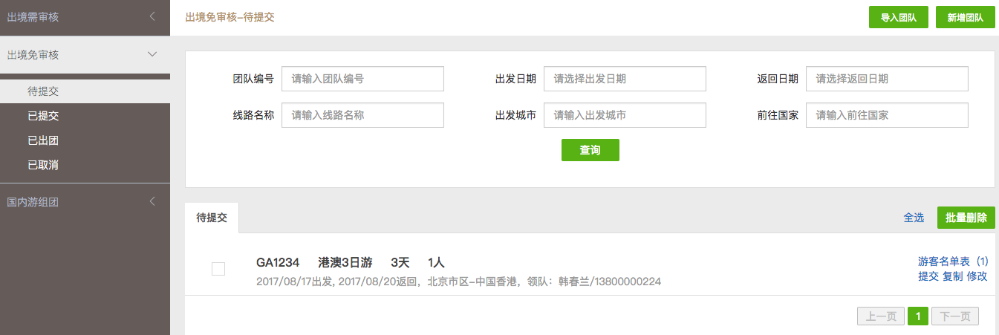 出境需审核
出境免审核
待提交
已提交
已出团
已取消
国内游组团
出境免审核-待提交
导入团队 新增团队
团队编号 请输入团队编号 出发日期 请选择出发日期 返回日期 请选择返回日期
线路名称 请输入线路名称 出发城市 请输入出发城市 前往国家 请输入前往国家
查询
待提交 全选 批量删除
GA1234 港澳3日游 3天 1人 游客名单表 (1)
2017/08/17出发, 2017/08/20返回, 北京市区-中国香港, 领队: 韩春兰/13800000224 提交 复制 修改
上一页 1 下一页